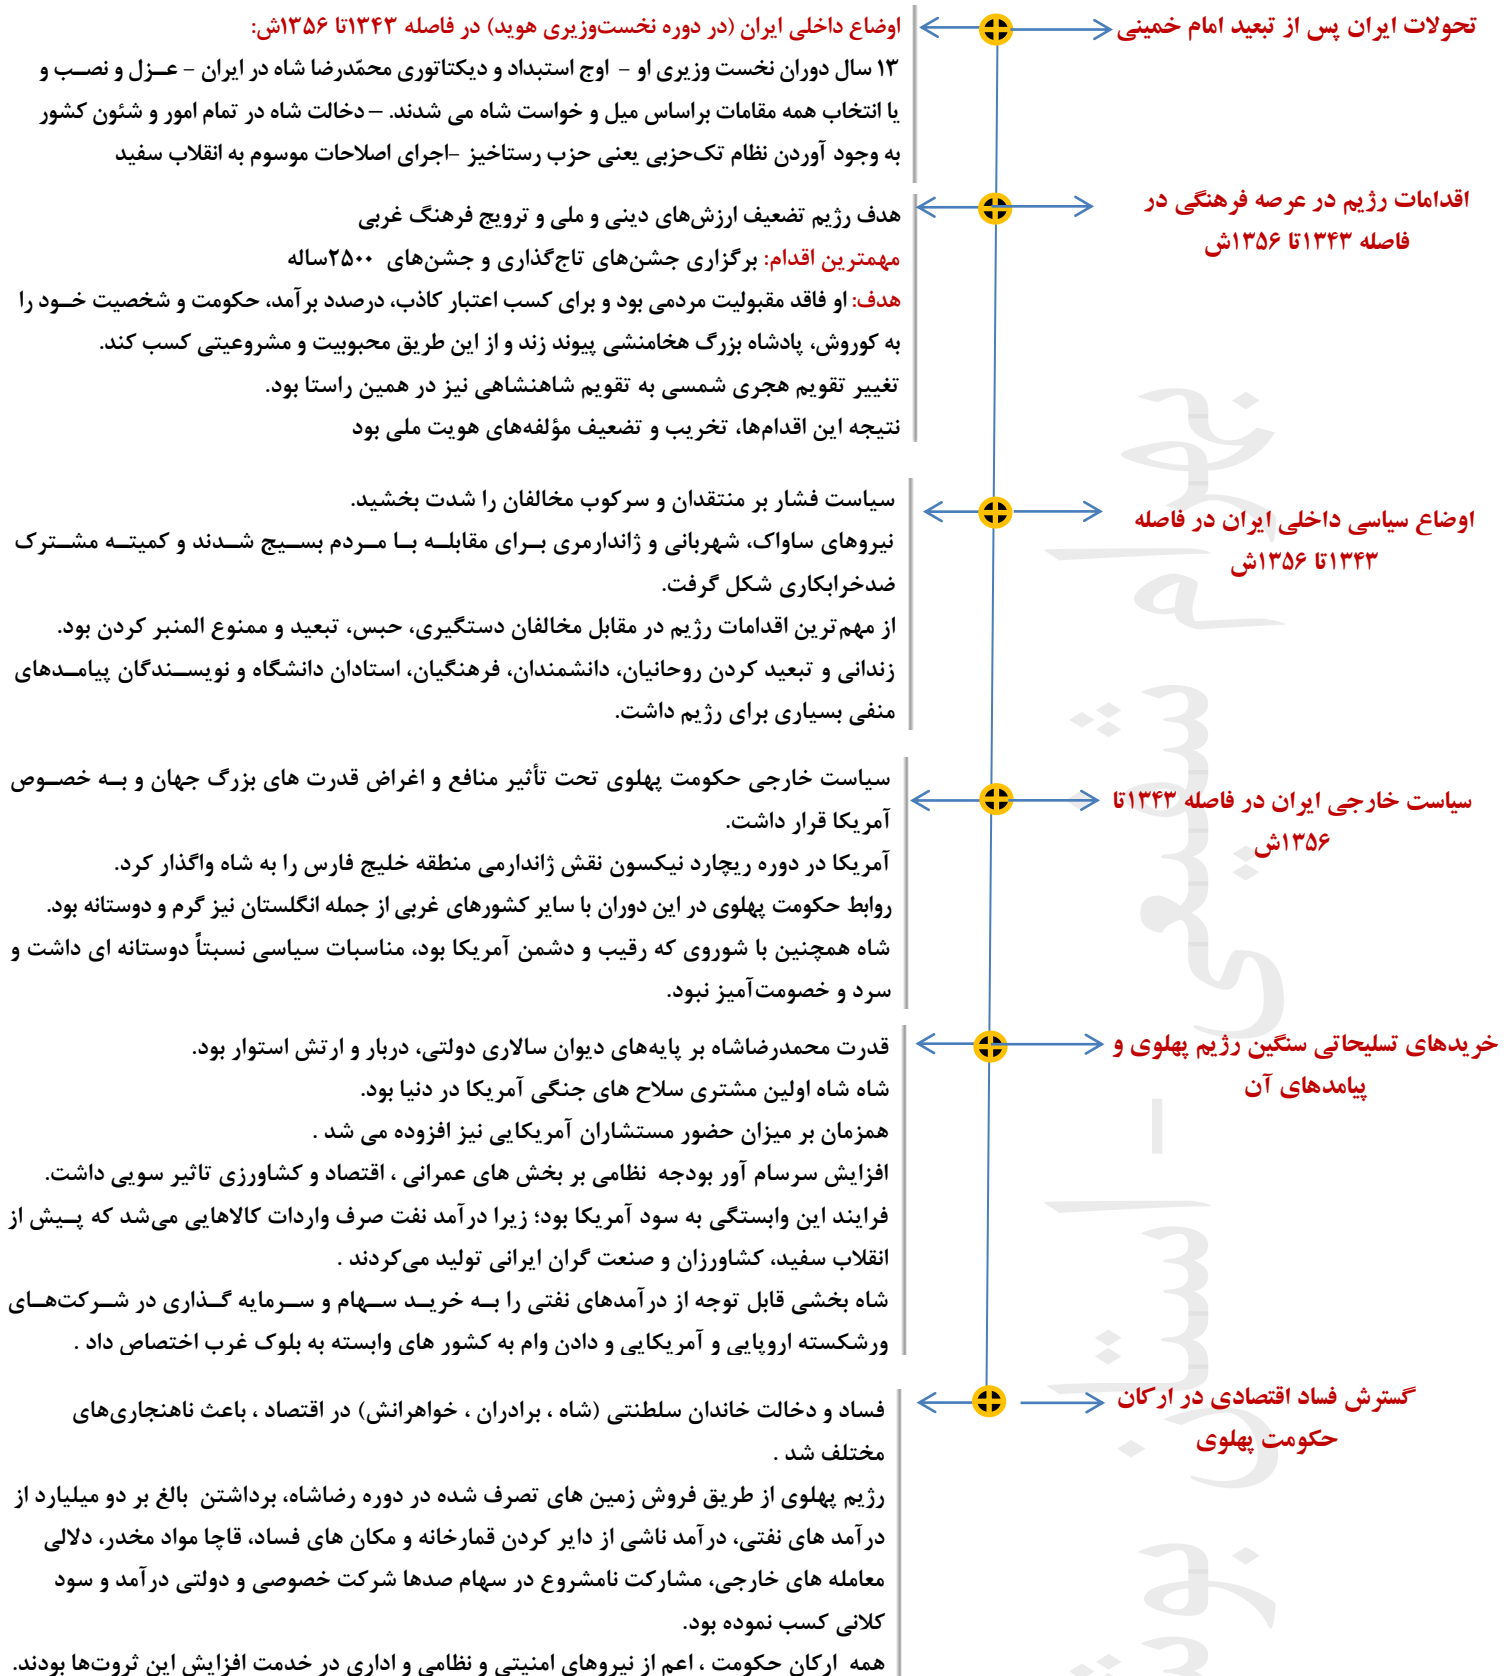 تحولات ایران پس از تبعید امام خمینی
اوضاع داخلی ایران (در دوره نخست‌وزیری هوید) در فاصله ۱۳۴۳تا ۱۳۵۶ش:
۱۳ سال دوران نخست وزیری او - اوج استبداد و دیکتاتوری محمّدرضا شاه در ایران – عـزل و نصـب و
یا انتخاب همه مقامات براساس میل و خواست شاه می شدند. – دخالت شاه در تمام امور و شئون کشور
به وجود آوردن نظام تک‌حزبی یعنی حزب رستاخیز –اجرای اصلاحات موسوم به انقلاب سفید
اقدامات رژیم در عرصه فرهنگی در
فاصله ۱۳۴۳تا ۱۳۵۶ش
هدف رژیم تضعیف ارزش‌های دینی و ملی و ترویج فرهنگ غربی
مهمترین اقدام: برگزاری جشن‌های تاج‌گذاری و جشن‌های ۲۵۰۰ساله
هدف: او فاقد مقبولیت مردمی بود و برای کسب اعتبار کاذب، درصدد برآمد، حکومت و شخصیت خـود را
به کوروش، پادشاه بزرگ هخامنشی پیوند زند و از این طریق محبوبیت و مشروعیتی کسب کند.
تغییر تقویم هجری شمسی به تقویم شاهنشاهی نیز در همین راستا بود.
نتیجه این اقدام‌ها، تخریب و تضعیف مؤلفه‌های هویت ملی بود
اوضاع سیاسی داخلی ایران در فاصله
۱۳۴۳تا ۱۳۵۶ش
سیاست فشار بر منتقدان و سرکوب مخالفان را شدت بخشید.
نیروهای ساواک، شهربانی و ژاندارمری بـرای مقابلـه بـا مـردم بسـیج شـدند و کمیتـه مشـترک
ضدخرابکاری شکل گرفت.
از مهم‌ترین اقدامات رژیم در مقابل مخالفان دستگیری، حبس، تبعید و ممنوع المنبر کردن بود.
زندانی و تبعید کردن روحانیان، دانشمندان، فرهنگیان، استادان دانشگاه و نویسـندگان پیامـدهای
منفی بسیاری برای رژیم داشت.
سیاست خارجی ایران در فاصله ۱۳۴۳تا
۱۳۵۶ش
سیاست خارجی حکومت پهلوی تحت تأثیر منافع و اغراض قدرت های بزرگ جهان و بـه خصـوص
آمریکا قرار داشت.
آمریکا در دوره ریچارد نیکسون نقش ژاندارمی منطقه خلیج فارس را به شاه واگذار کرد.
روابط حکومت پهلوی در این دوران با سایر کشورهای غربی از جمله انگلستان نیز گرم و دوستانه بود.
شاه همچنین با شوروی که رقیب و دشمن آمریکا بود، مناسبات سیاسی نسبتاً دوستانه ای داشت و
سرد و خصومت‌آمیز نبود.
خریدهای تسلیحاتی سنگین رژیم پهلوی و
پیامدهای آن
قدرت محمدرضاشاه بر پایه‌های دیوان سالاری دولتی، دربار و ارتش استوار بود.
شاه شاه اولین مشتری سلاح های جنگی آمریکا در دنیا بود.
همزمان بر میزان حضور مستشاران آمریکایی نیز افزوده می شد .
افزایش سرسام آور بودجه نظامی بر بخش های عمرانی ، اقتصاد و کشاورزی تاثیر سویی داشت.
فرایند این وابستگی به سود آمریکا بود؛ زیرا درآمد نفت صرف واردات کالاهایی می‌شد که پـیش از
انقلاب سفید، کشاورزان و صنعت گران ایرانی تولید می‌کردند .
شاه بخشی قابل توجه از درآمدهای نفتی را بـه خریـد سـهام و سـرمایه گـذاری در شـرکت‌هـای
ورشکسته اروپایی و آمریکایی و دادن وام به کشور های وابسته به بلوک غرب اختصاص داد .
گسترش فساد اقتصادی در ارکان
حکومت پهلوی
فساد و دخالت خاندان سلطنتی (شاه ، برادران ، خواهرانش) در اقتصاد ، باعث ناهنجاری‌های
مختلف شد .
رژیم پهلوی از طریق فروش زمین های تصرف شده در دوره رضاشاه، برداشتن بالغ بر دو میلیارد از
درآمد های نفتی، درآمد ناشی از دایر کردن قمارخانه و مکان های فساد، قاچا مواد مخدر، دلالی
معامله های خارجی، مشارکت نامشروع در سهام صدها شرکت خصوصی و دولتی درآمد و سود
کلانی کسب نموده بود.
همه ارکان حکومت ، اعم از نیروهای امنیتی و نظامی و اداری در خدمت افزایش این ثروت‌ها بودند.